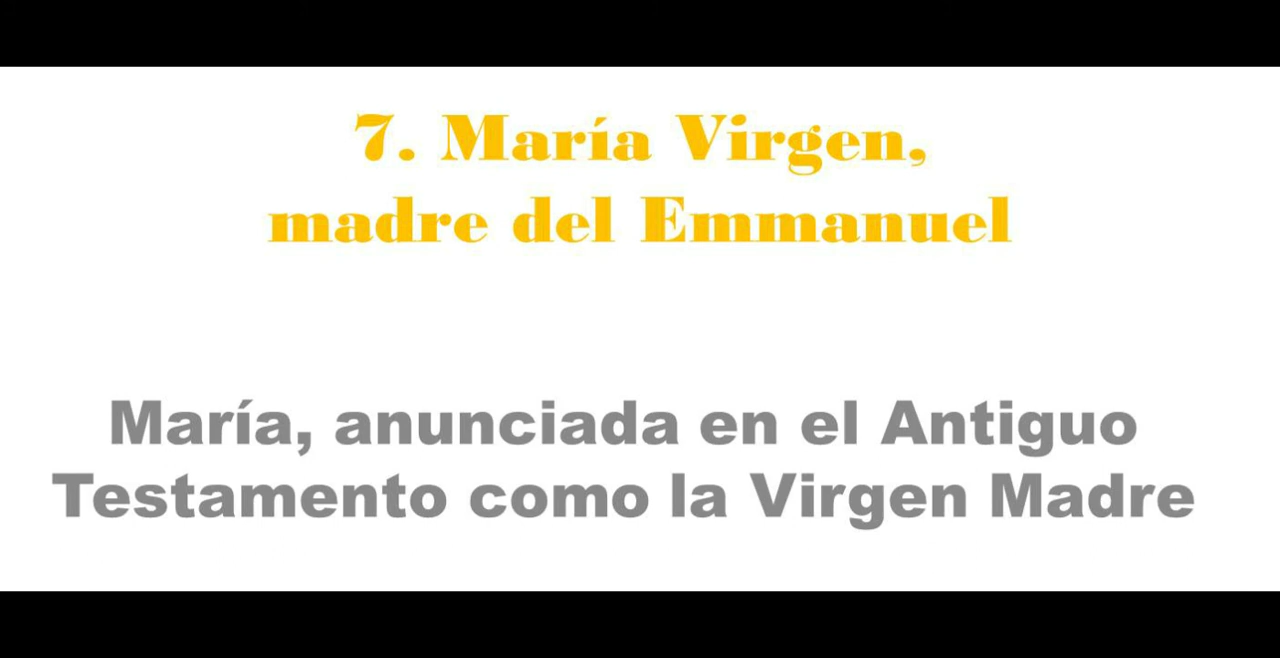 7. María Virgen,
madre del Emmanuel
María, anunciada en el Antiguo
Testamento como la Virgen Madre